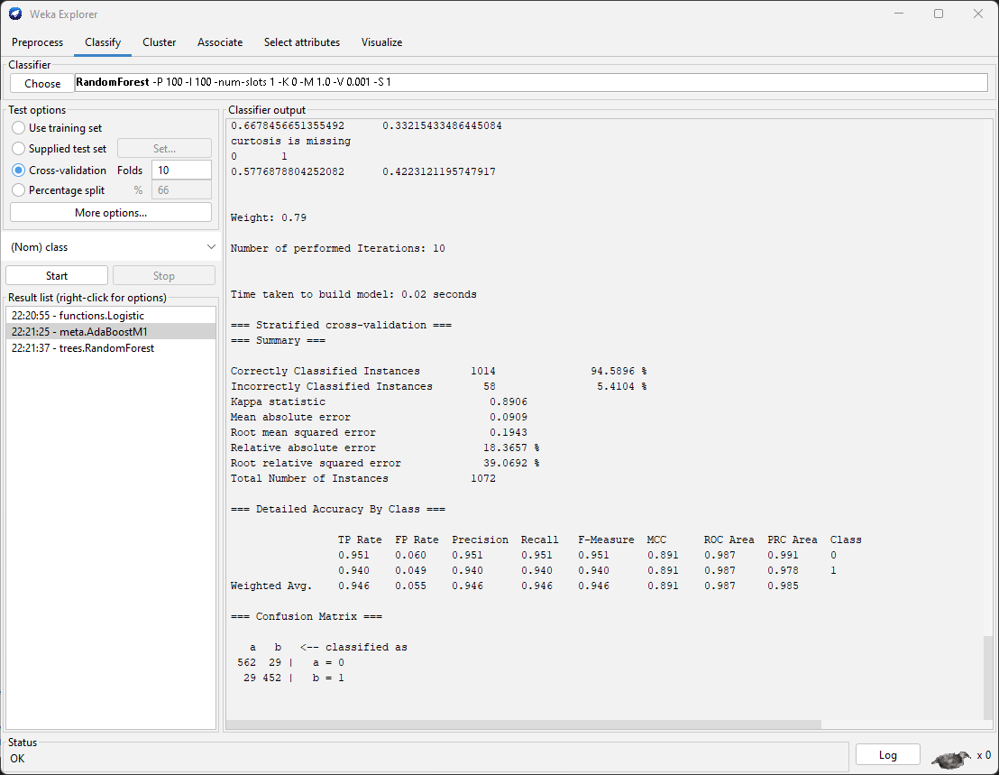 Weka Explorer
Preprocess Classify Cluster Associate Select attributes Visualize
Classifier
Choose RandomForest -P 100 -I 100 -num-slots 1 -K 0 -M 1.0 -V 0.001 -S 1
Test options
Use training set
Supplied test set Set...
Cross-validation Folds 10
Percentage split % 66
More options...
(Nom) class
Start Stop
Result list (right-click for options)
22:20:55 - functions.Logistic
22:21:25 - meta.AdaBoostM1
22:21:37 - trees.RandomForest
Classifier output
0.6678456651355492 0.33215433486445084
curtosis is missing
0 1
0.5776878804252082 0.4223121195747917
Weight: 0.79
Number of performed Iterations: 10
Time taken to build model: 0.02 seconds
=== Stratified cross-validation ===
=== Summary ===
Correctly Classified Instances 1014 94.5896 %
Incorrectly Classified Instances 58 5.4104 %
Kappa statistic 0.8906
Mean absolute error 0.0909
Root mean squared error 0.1943
Relative absolute error 18.3657 %
Root relative squared error 39.0692 %
Total Number of Instances 1072
=== Detailed Accuracy By Class ===
TP Rate FP Rate Precision Recall F-Measure MCC ROC Area PRC Area Class
0.951 0.060 0.951 0.951 0.951 0.891 0.987 0.991 0
0.940 0.049 0.940 0.940 0.940 0.891 0.987 0.978 1
Weighted Avg. 0.946 0.055 0.946 0.946 0.946 0.891 0.987 0.985
=== Confusion Matrix ===
a b <-- classified as
562 29 | a = 0
29 452 | b = 1
Status
OK
Log
x 0